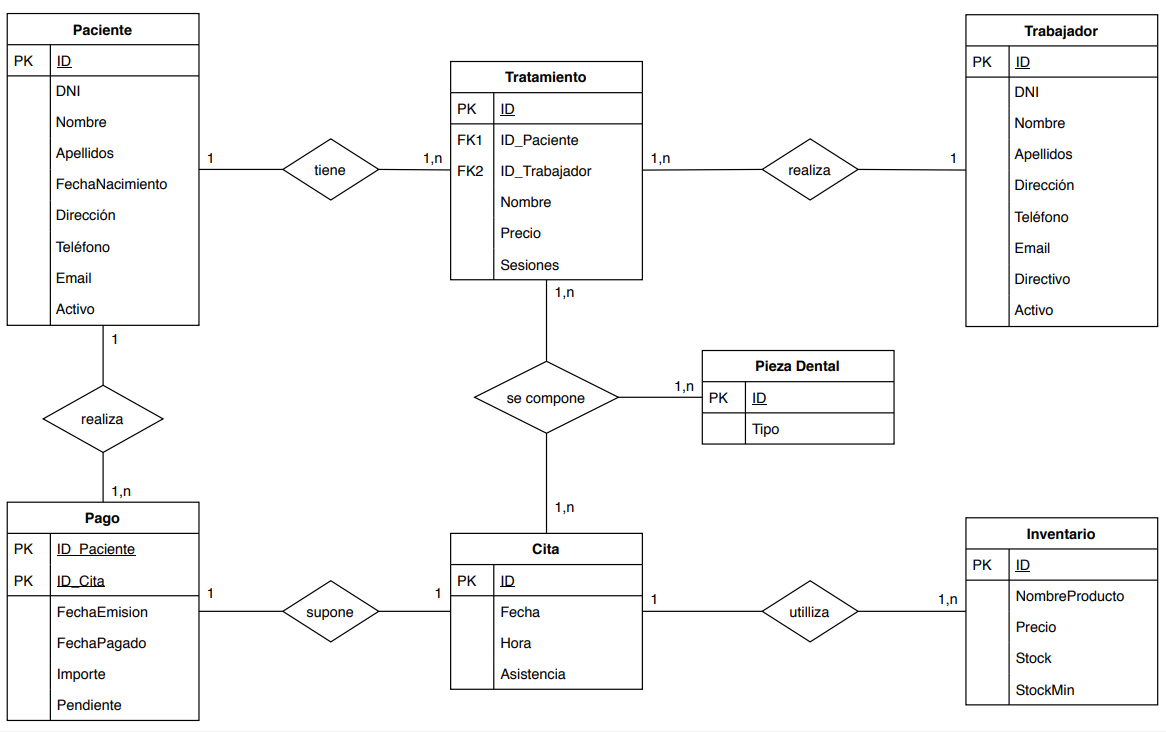 Paciente
PK ID
DNI
Nombre
Apellidos
FechaNacimiento
Dirección
Teléfono
Email
Activo
1
tiene
1,n
Tratamiento
PK ID
FK1 ID_Paciente
FK2 ID_Trabajador
Nombre
Precio
Sesiones
1,n
realiza
1
Trabajador
PK ID
DNI
Nombre
Apellidos
Dirección
Teléfono
Email
Directivo
Activo
1
realiza
1,n
1,n
se compone
1,n
Pieza Dental
PK ID
Tipo
1,n
Pago
PK ID_Paciente
PK ID_Cita
FechaEmision
FechaPagado
Importe
Pendiente
1
supone
1
Cita
PK ID
Fecha
Hora
Asistencia
1
utilliza
1,n
Inventario
PK ID
NombreProducto
Precio
Stock
StockMin